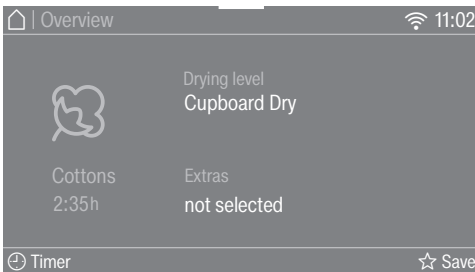 | Overview
11:02
Drying level
Cupboard Dry
Cottons
2:35h
Extras
not selected
Timer
Save